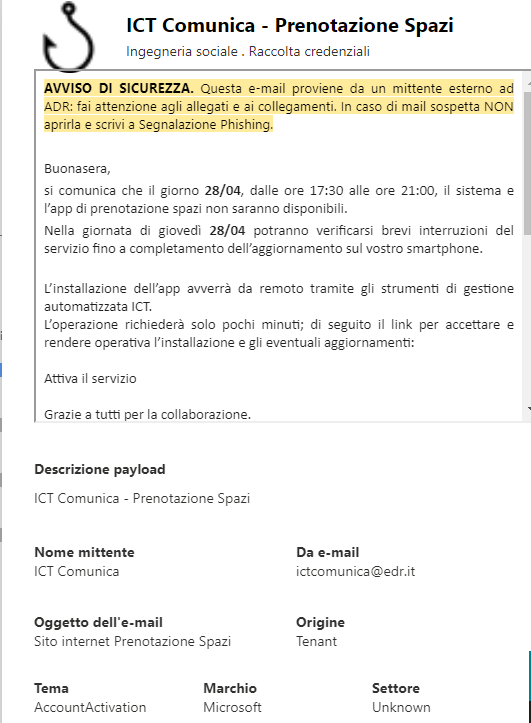 ICT Comunica - Prenotazione Spazi
Ingegneria sociale . Raccolta credenziali
AVVISO DI SICUREZZA. Questa e-mail proviene da un mittente esterno ad
ADR: fai attenzione agli allegati e ai collegamenti. In caso di mail sospetta NON
aprirla e scrivi a Segnalazione Phishing.
Buonasera,
si comunica che il giorno 28/04, dalle ore 17:30 alle ore 21:00, il sistema e
l'app di prenotazione spazi non saranno disponibili.
Nella giornata di giovedì 28/04 potranno verificarsi brevi interruzioni del
servizio fino a completamento dell'aggiornamento sul vostro smartphone.
L'installazione dell'app avverrà da remoto tramite gli strumenti di gestione
automatizzata ICT.
L'operazione richiederà solo pochi minuti; di seguito il link per accettare e
rendere operativa l'installazione e gli eventuali aggiornamenti:
Attiva il servizio
Grazie a tutti per la collaborazione.
Descrizione payload
ICT Comunica - Prenotazione Spazi
Nome mittente Da e-mail
ICT Comunica ictcomunica@edr.it
Oggetto dell'e-mail Origine
Sito internet Prenotazione Spazi Tenant
Tema Marchio Settore
AccountActivation Microsoft Unknown